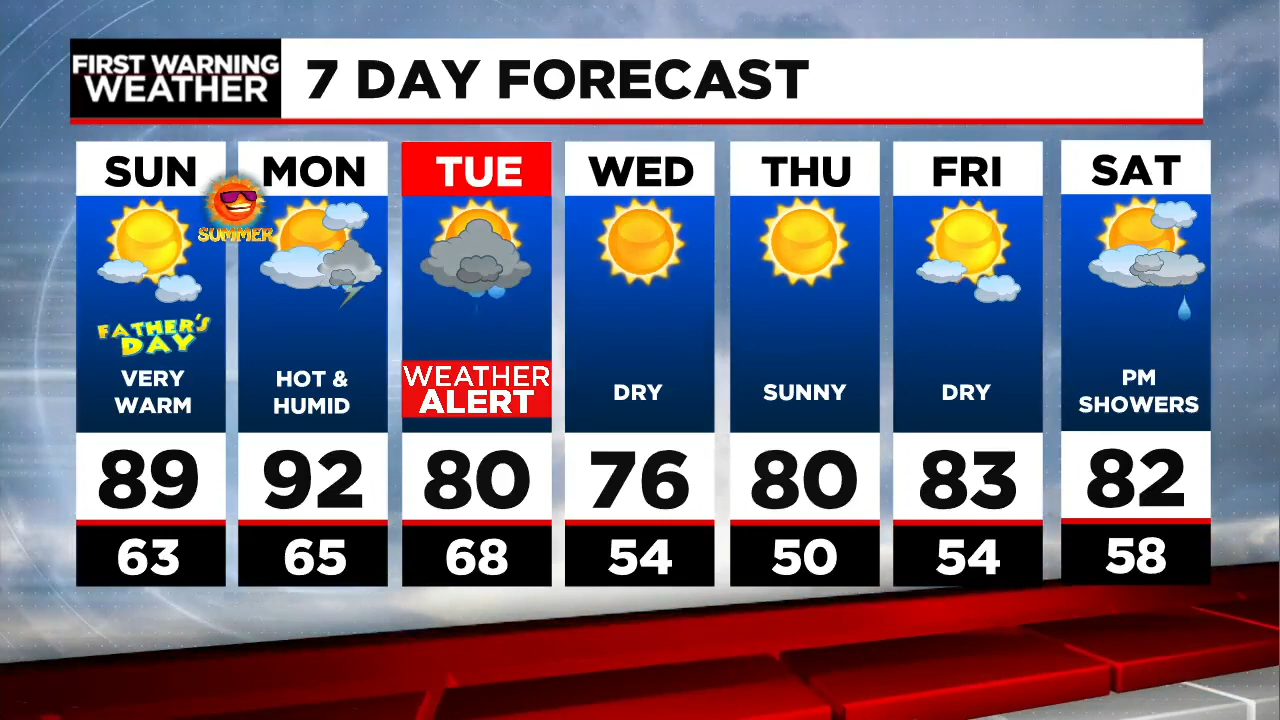 FIRST WARNING
WEATHER
7 DAY FORECAST
SUN
MON
TUE
WED
THU
FRI
SAT
SUMMER
FATHER'S
DAY
VERY
WARM
HOT &
HUMID
WEATHER
ALERT
DRY
SUNNY
DRY
PM
SHOWERS
89
92
80
76
80
83
82
63
65
68
54
50
54
58